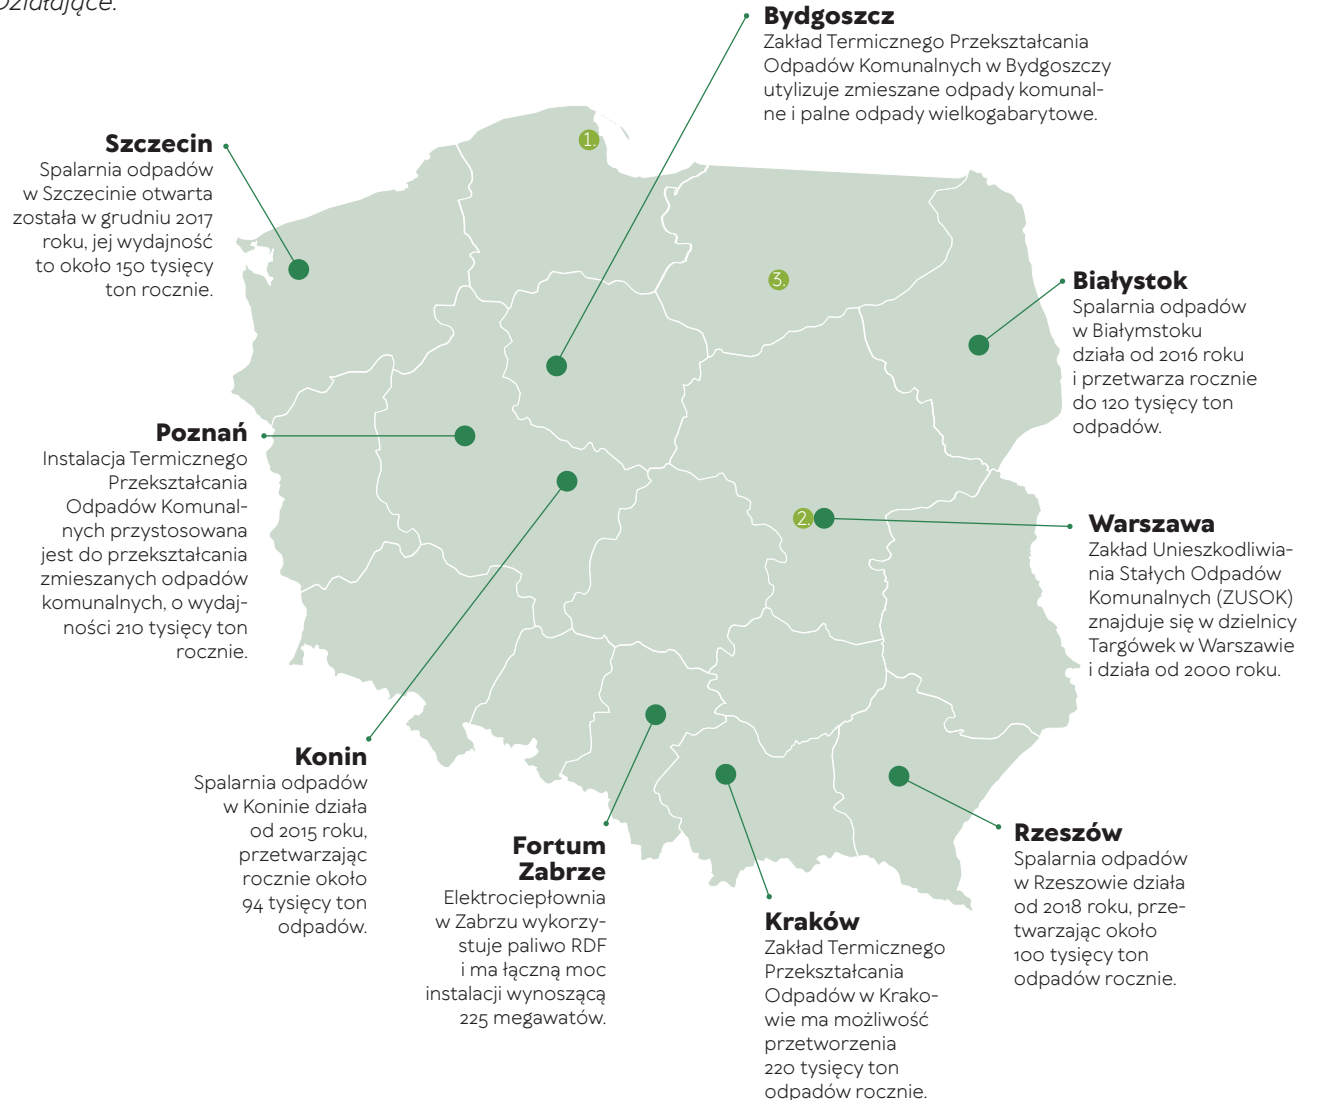 Działające:
Bydgoszcz
Zakład Termicznego Przekształcania
Odpadów Komunalnych w Bydgoszczy
utylizuje zmieszane odpady komunal-
ne i palne odpady wielkogabarytowe.
1.
Szczecin
Spalarnia odpadów
w Szczecinie otwarta
została w grudniu 2017
roku, jej wydajność
to około 150 tysięcy
ton rocznie.
3.
Białystok
Spalarnia odpadów
w Białymstoku
działa od 2016 roku
i przetwarza rocznie
do 120 tysięcy ton
odpadów.
Poznań
Instalacja Termicznego
Przekształcania
Odpadów Komunal-
nych przystosowana
jest do przekształcania
zmieszanych odpadów
komunalnych, o wydaj-
ności 210 tysięcy ton
rocznie.
2.
Warszawa
Zakład Unieszkodliwia-
nia Stałych Odpadów
Komunalnych (ZUSOK)
znajduje się w dzielnicy
Targówek w Warszawie
i działa od 2000 roku.
Konin
Spalarnia odpadów
w Koninie działa
od 2015 roku,
przetwarzając
rocznie około
94 tysięcy ton
odpadów.
Fortum
Zabrze
Elektrociepłownia
w Zabrzu wykorzy-
stuje paliwo RDF
i ma łączną moc
instalacji wynoszącą
225 megawatów.
Kraków
Zakład Termicznego
Przekształcania
Odpadów w Krako-
wie ma możliwość
przetworzenia
220 tysięcy ton
odpadów rocznie.
Rzeszów
Spalarnia odpadów
w Rzeszowie działa
od 2018 roku, prze-
twarzając około
100 tysięcy ton
odpadów rocznie.